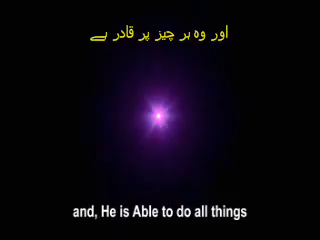 اور وہ ہر چیز پر قادر ہے
and, He is Able to do all things